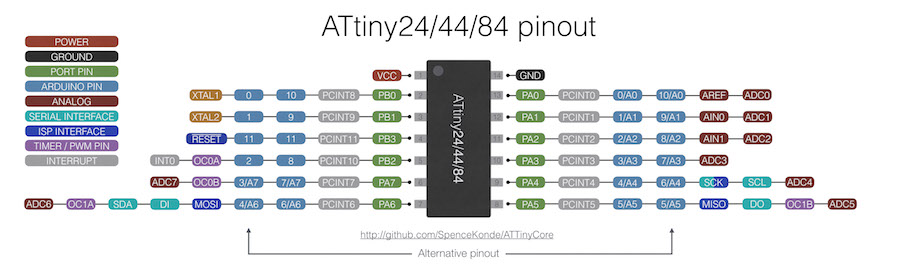 ATtiny24/44/84 pinout
POWER
GROUND
PORT PIN
ARDUINO PIN
ANALOG
SERIAL INTERFACE
ISP INTERFACE
TIMER / PWM PIN
INTERRUPT
VCC 1 14 GND
XTAL1 0 10 PCINT8 PB0 2 13 PA0 PCINT0 0/A0 10/A0 AREF ADC0
XTAL2 1 9 PCINT9 PB1 3 12 PA1 PCINT1 1/A1 9/A1 AIN0 ADC1
RESET 11 11 PCINT11 PB3 4 11 PA2 PCINT2 2/A2 8/A2 AIN1 ADC2
INT0 OC0A 2 8 PCINT10 PB2 5 10 PA3 PCINT3 3/A3 7/A3 ADC3
ADC7 OC0B 3/A7 7/A7 PCINT7 PA7 6 9 PA4 PCINT4 4/A4 6/A4 SCK SCL ADC4
ADC6 OC1A SDA DI MOSI 4/A6 6/A6 PCINT6 PA6 7 8 PA5 PCINT5 5/A5 5/A5 MISO DO OC1B ADC5
ATtiny24/44/84
http://github.com/SpenceKonde/ATTinyCore
Alternative pinout